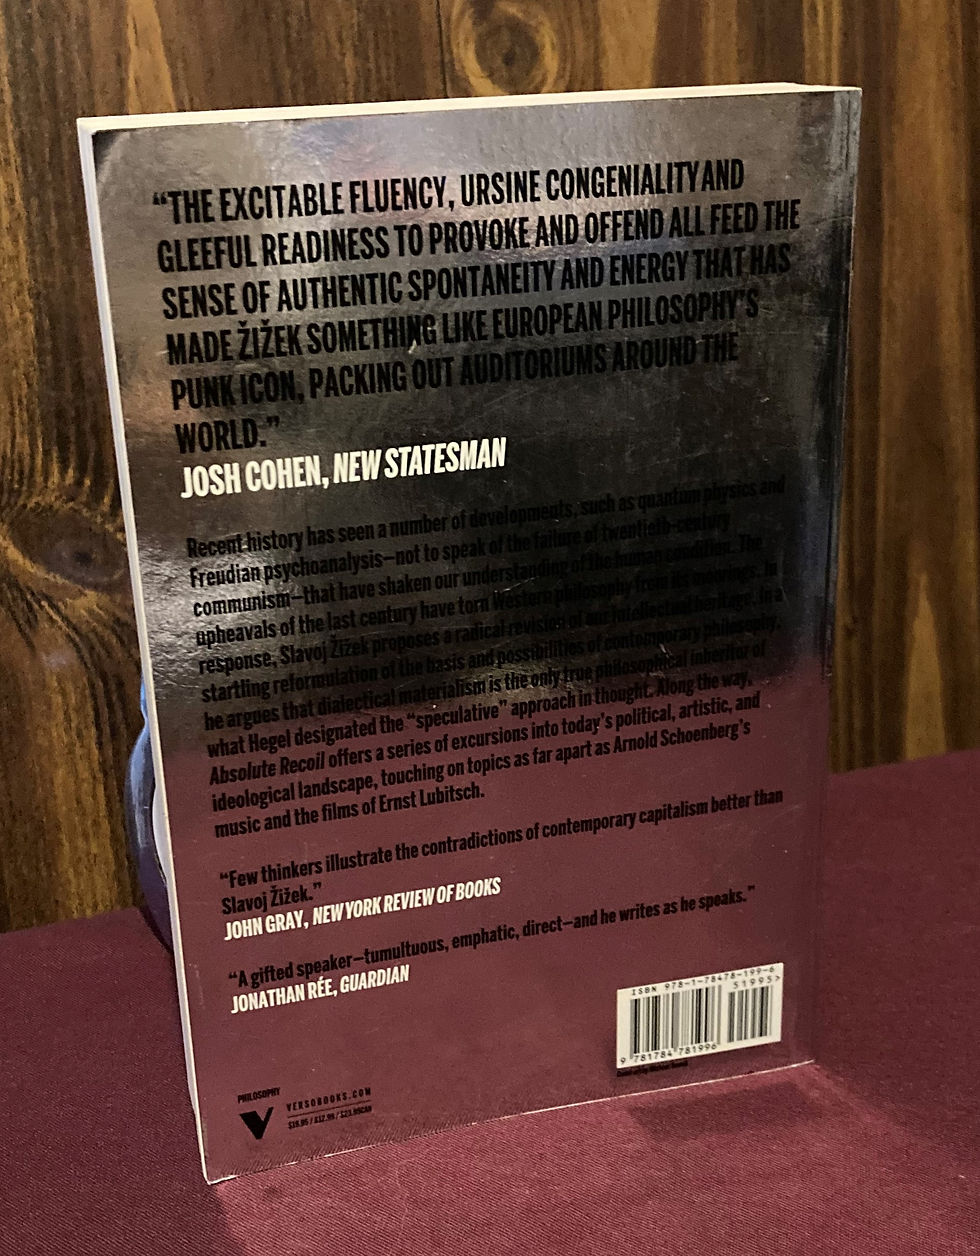 “THE EXCITABLE FLUENCY, URSINE CONGENIALITY AND
GLEEFUL READINESS TO PROVOKE AND OFFEND ALL FEED THE
SENSE OF AUTHENTIC SPONTANEITY AND ENERGY THAT HAS
MADE ŽIŽEK SOMETHING LIKE EUROPEAN PHILOSOPHY’S
PUNK ICON, PACKING OUT AUDITORIUMS AROUND THE
WORLD.”
JOSH COHEN, NEW STATESMAN
Recent history has seen a number of developments, such as quantum physics and
Freudian psychoanalysis—not to speak of the failure of twentieth-century
communism—that have shaken our understanding of the human condition. The
upheavals of the last century have torn Western philosophy from its moorings. In
response, Slavoj Žižek proposes a radical revision of our intellectual heritage. In a
startling reformulation of the basis and possibilities of contemporary philosophy,
he argues that dialectical materialism is the only true philosophical inheritor of
what Hegel designated the “speculative” approach in thought. Along the way,
Absolute Recoil offers a series of excursions into today’s political, artistic, and
ideological landscape, touching on topics as far apart as Arnold Schoenberg’s
music and the films of Ernst Lubitsch.
“Few thinkers illustrate the contradictions of contemporary capitalism better than
Slavoj Žižek.”
JOHN GRAY, NEW YORK REVIEW OF BOOKS
“A gifted speaker—tumultuous, emphatic, direct—and he writes as he speaks.”
JONATHAN RÉE, GUARDIAN
ISBN 978-1-78478-199-6
51995>
9 781784 781996
PHILOSOPHY
VERSOBOOKS.COM
$19.95 / £12.99 / $23.99CAN